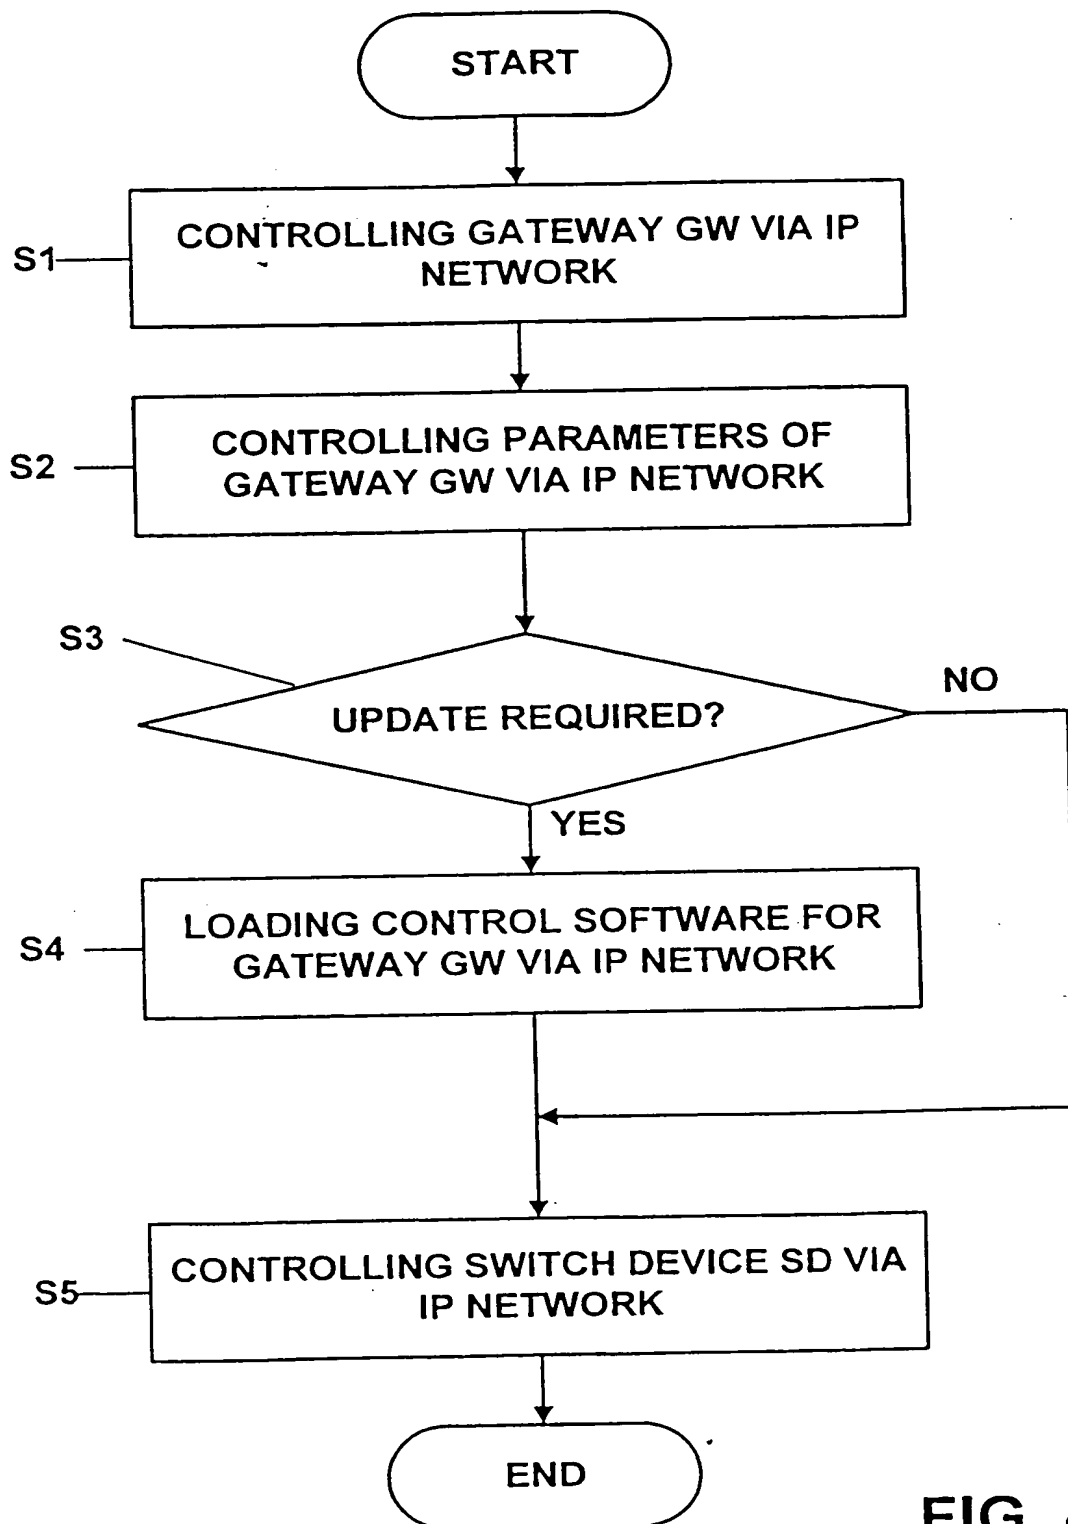 START
S1
CONTROLLING GATEWAY GW VIA IP
NETWORK
S2
CONTROLLING PARAMETERS OF
GATEWAY GW VIA IP NETWORK
S3
UPDATE REQUIRED?
NO
YES
S4
LOADING CONTROL SOFTWARE FOR
GATEWAY GW VIA IP NETWORK
S5
CONTROLLING SWITCH DEVICE SD VIA
IP NETWORK
END
FIG.